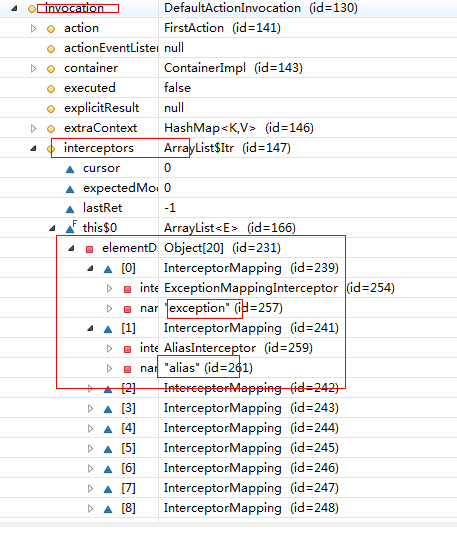 invocation DefaultActionInvocation (id=130)
action FirstAction (id=141)
actionEventListe null
container ContainerImpl (id=143)
executed false
explicitResult null
extraContext HashMap<K,V> (id=146)
interceptors ArrayList$Itr (id=147)
cursor 0
expectedMoc 0
lastRet -1
F this$0 ArrayList<E> (id=166)
elementD Object[20] (id=231)
[0] InterceptorMapping (id=239)
inte ExceptionMappingInterceptor (id=254)
nar "exception" (id=257)
[1] InterceptorMapping (id=241)
inte AliasInterceptor (id=259)
nar "alias" (id=261)
[2] InterceptorMapping (id=242)
[3] InterceptorMapping (id=243)
[4] InterceptorMapping (id=244)
[5] InterceptorMapping (id=245)
[6] InterceptorMapping (id=246)
[7] InterceptorMapping (id=247)
[8] InterceptorMapping (id=248)